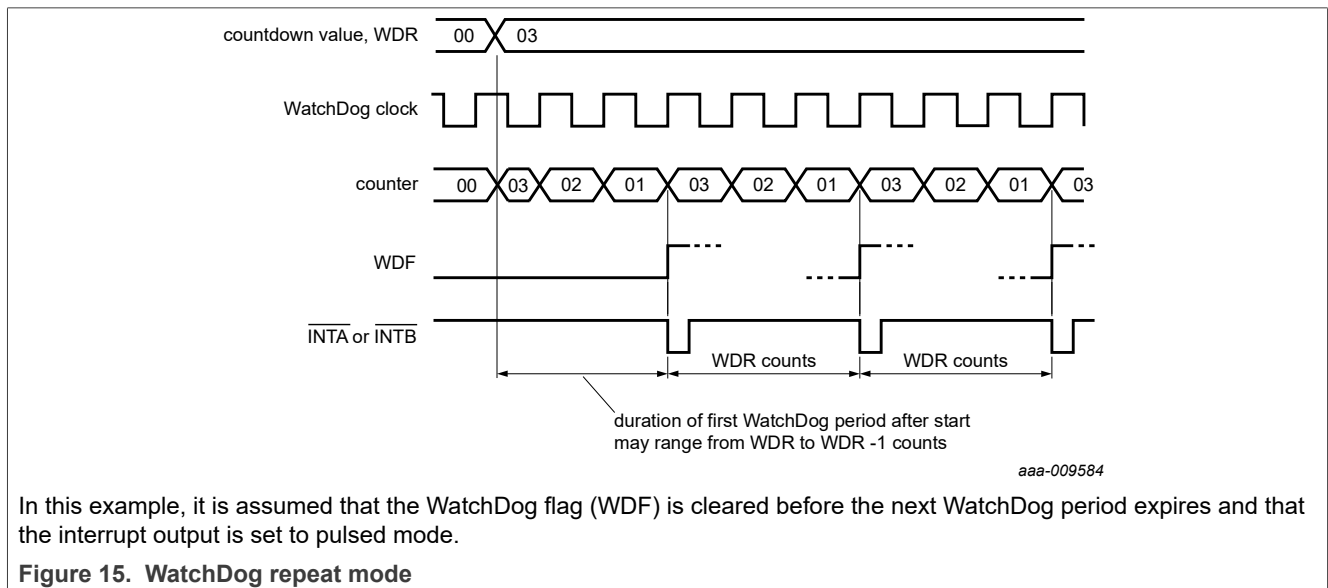 countdown value, WDR 00 03
WatchDog clock
counter 00 03 02 01 03 02 01 03 02 01 03
WDF
INTA or INTB
WDR counts WDR counts
duration of first WatchDog period after start
may range from WDR to WDR -1 counts
aaa-009584
In this example, it is assumed that the WatchDog flag (WDF) is cleared before the next WatchDog period expires and that
the interrupt output is set to pulsed mode.
Figure 15. WatchDog repeat mode